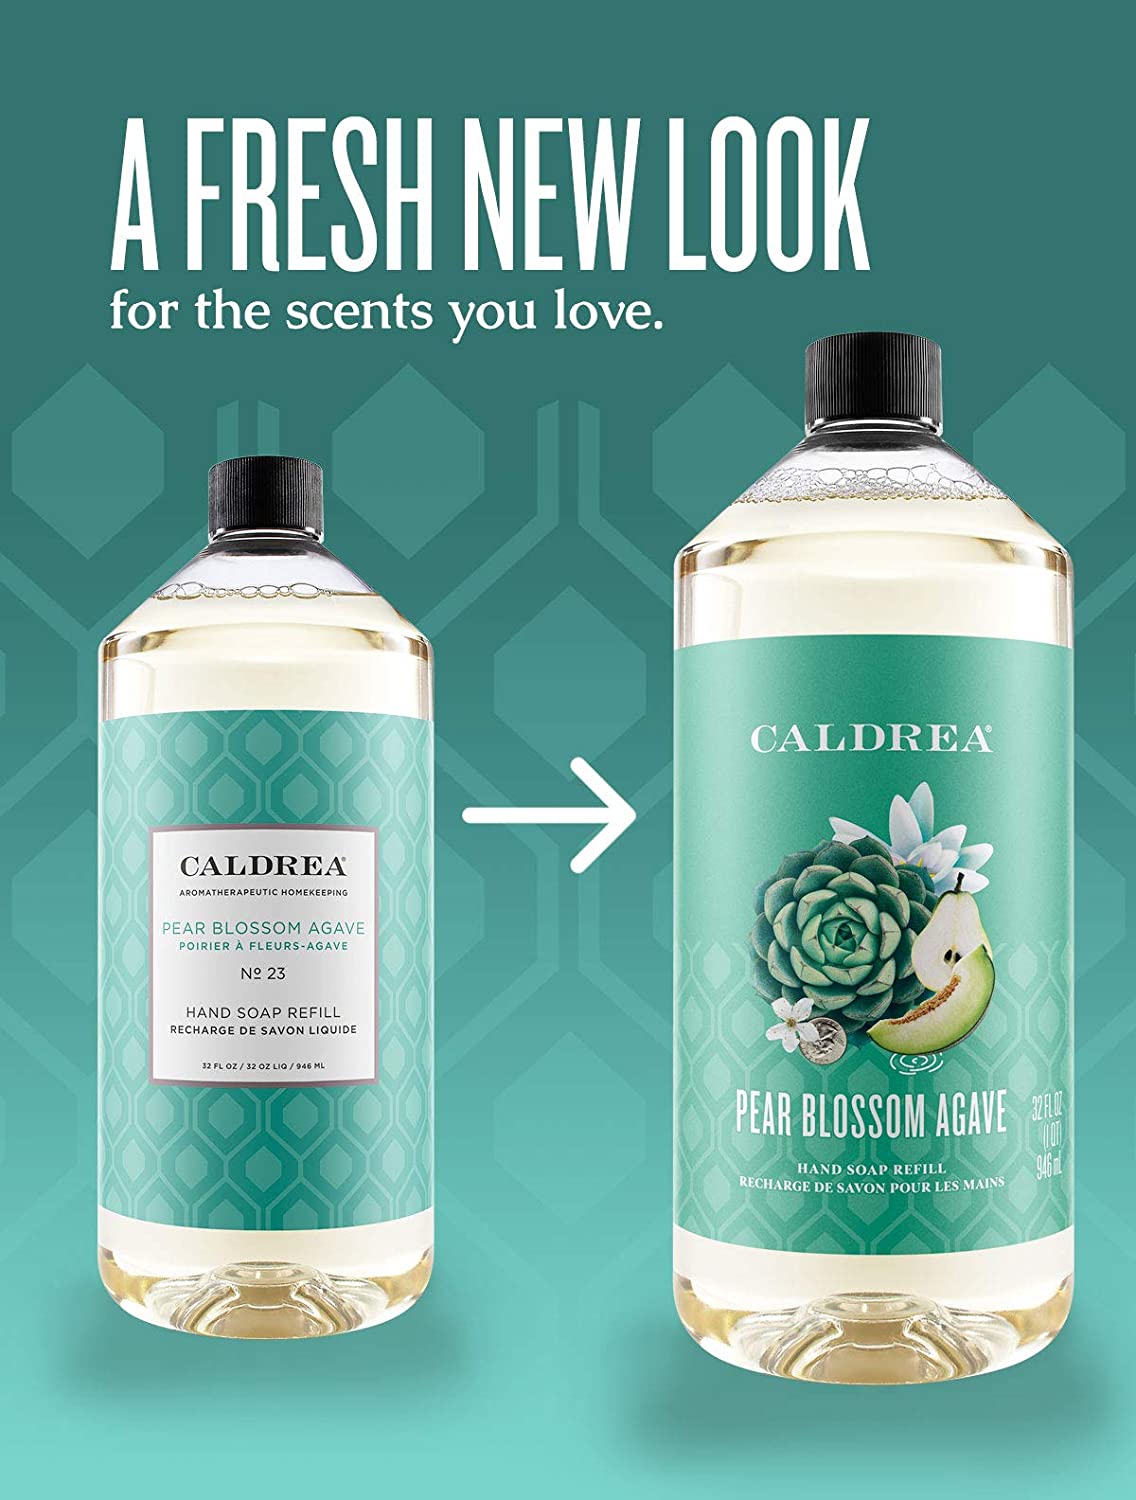 A FRESH NEW LOOK
for the scents you love.
CALDREA®
AROMATHERAPEUTIC HOMEKEEPING
PEAR BLOSSOM AGAVE
POIRIER À FLEURS-AGAVE
Nº 23
HAND SOAP REFILL
RECHARGE DE SAVON LIQUIDE
32 FL OZ / 32 OZ LIQ / 946 ML
CALDREA®
PEAR BLOSSOM AGAVE
HAND SOAP REFILL
RECHARGE DE SAVON POUR LES MAINS
32 FL OZ
(1 QT)
946 mL